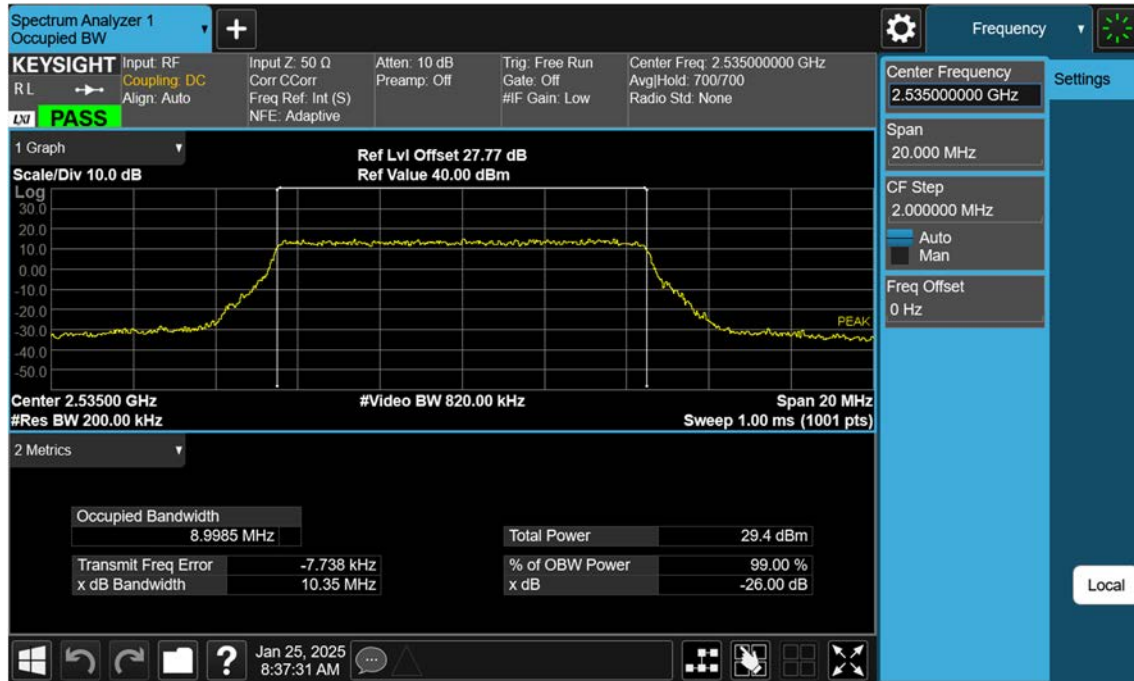 Spectrum Analyzer 1
Occupied BW
Frequency
KEYSIGHT
R L
LXI
PASS
Input: RF
Coupling: DC
Align: Auto
Input Z: 50 Ω
Corr CCorr
Freq Ref: Int (S)
NFE: Adaptive
Atten: 10 dB
Preamp: Off
Trig: Free Run
Gate: Off
#IF Gain: Low
Center Freq: 2.535000000 GHz
Avg|Hold: 700/700
Radio Std: None
Center Frequency
2.535000000 GHz
Settings
Span
20.000 MHz
CF Step
2.000000 MHz
Auto
Man
Freq Offset
0 Hz
1 Graph
Scale/Div 10.0 dB
Ref Lvl Offset 27.77 dB
Ref Value 40.00 dBm
Log
30.0
20.0
10.0
0.00
-10.0
-20.0
-30.0
-40.0
-50.0
PEAK
Center 2.53500 GHz
#Video BW 820.00 kHz
Span 20 MHz
#Res BW 200.00 kHz
Sweep 1.00 ms (1001 pts)
2 Metrics
Occupied Bandwidth
8.9985 MHz
Total Power 29.4 dBm
Transmit Freq Error -7.738 kHz
% of OBW Power 99.00 %
x dB Bandwidth 10.35 MHz
x dB -26.00 dB
Local
?
Jan 25, 2025
8:37:31 AM